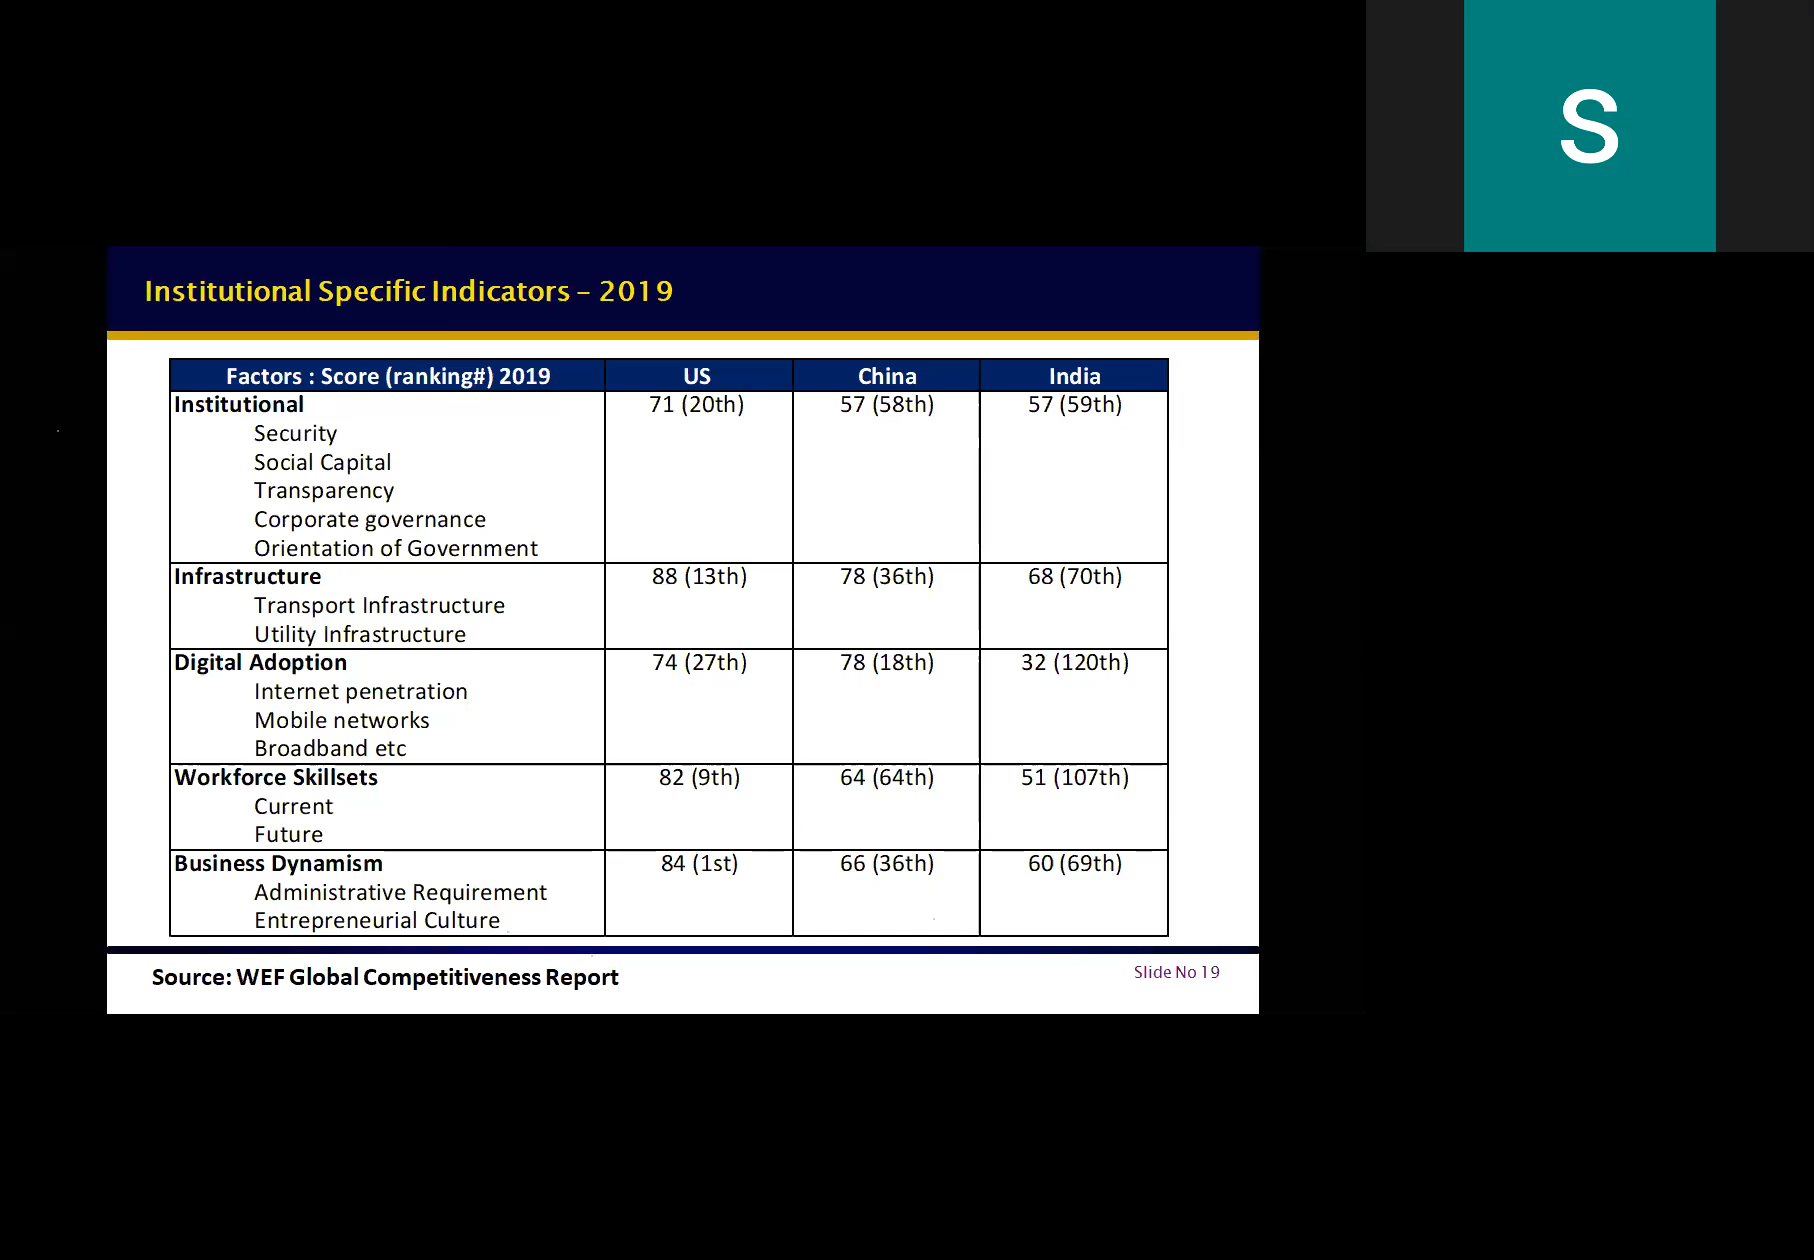 S
Institutional Specific Indicators – 2019
Factors : Score (ranking#) 2019 US China India
Institutional 71 (20th) 57 (58th) 57 (59th)
Security
Social Capital
Transparency
Corporate governance
Orientation of Government
Infrastructure 88 (13th) 78 (36th) 68 (70th)
Transport Infrastructure
Utility Infrastructure
Digital Adoption 74 (27th) 78 (18th) 32 (120th)
Internet penetration
Mobile networks
Broadband etc
Workforce Skillsets 82 (9th) 64 (64th) 51 (107th)
Current
Future
Business Dynamism 84 (1st) 66 (36th) 60 (69th)
Administrative Requirement
Entrepreneurial Culture
Source: WEF Global Competitiveness Report
Slide No 19